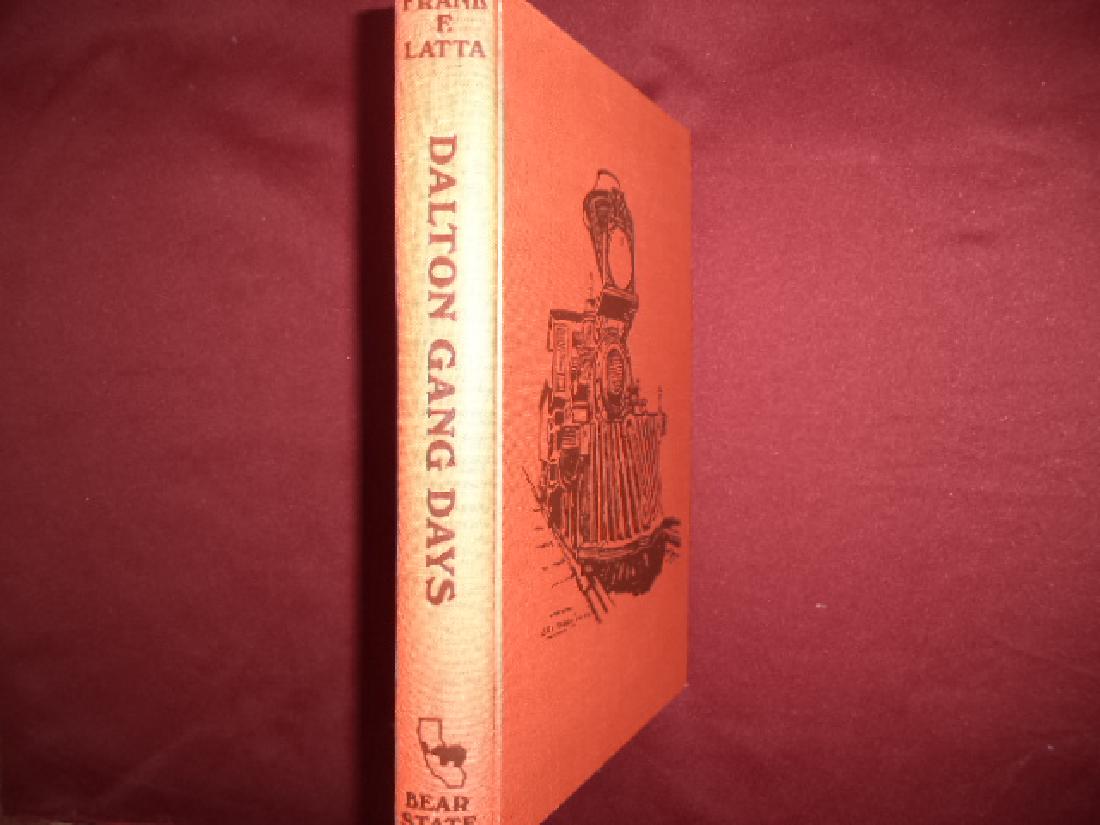 FRANK
F.
LATTA
DALTON GANG DAYS
BEAR
STATE